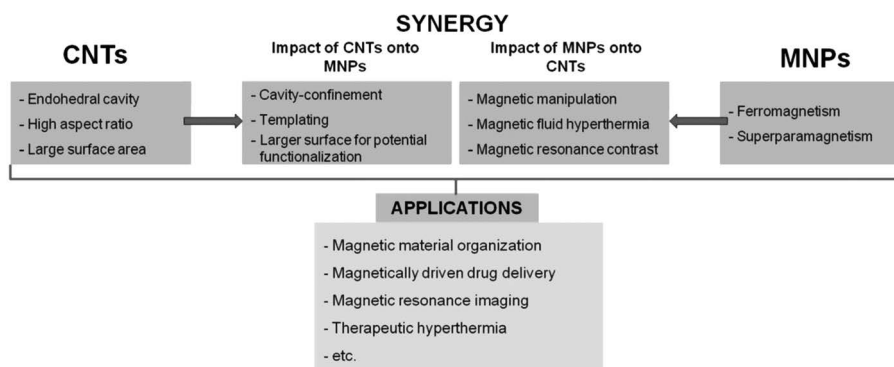 SYNERGY
CNTs
- Endohedral cavity
- High aspect ratio
- Large surface area
Impact of CNTs onto
MNPs
- Cavity-confinement
- Templating
- Larger surface for potential
functionalization
Impact of MNPs onto
CNTs
- Magnetic manipulation
- Magnetic fluid hyperthermia
- Magnetic resonance contrast
MNPs
- Ferromagnetism
- Superparamagnetism
APPLICATIONS
- Magnetic material organization
- Magnetically driven drug delivery
- Magnetic resonance imaging
- Therapeutic hyperthermia
- etc.